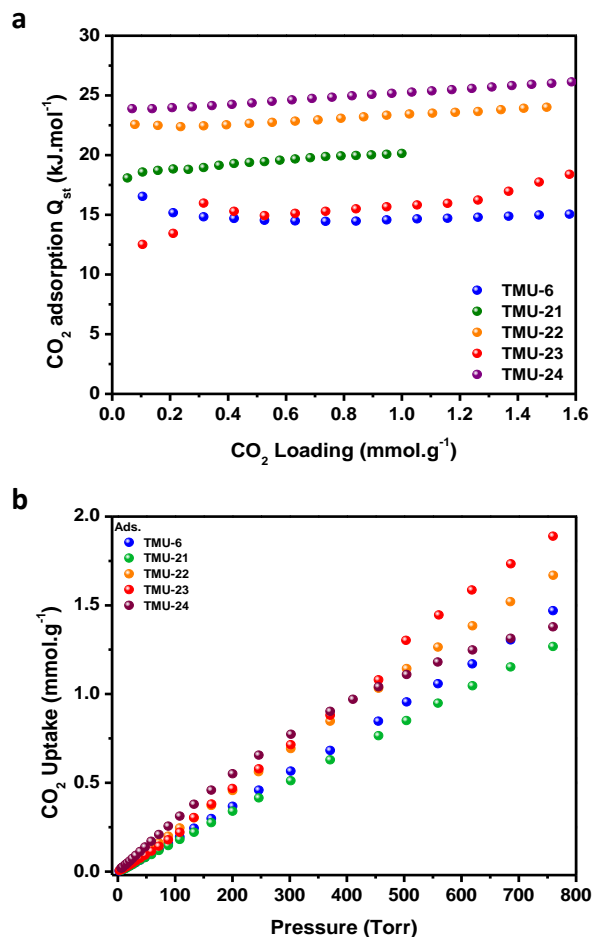 a
30
25
20
15
10
5
0
CO₂ adsorption Qst (kJ.mol⁻¹)
TMU-6
TMU-21
TMU-22
TMU-23
TMU-24
0.0 0.2 0.4 0.6 0.8 1.0 1.2 1.4 1.6
CO₂ Loading (mmol.g⁻¹)
b
2.0
1.5
1.0
0.5
0.0
CO₂ Uptake (mmol.g⁻¹)
Ads.
TMU-6
TMU-21
TMU-22
TMU-23
TMU-24
0 100 200 300 400 500 600 700 800
Pressure (Torr)